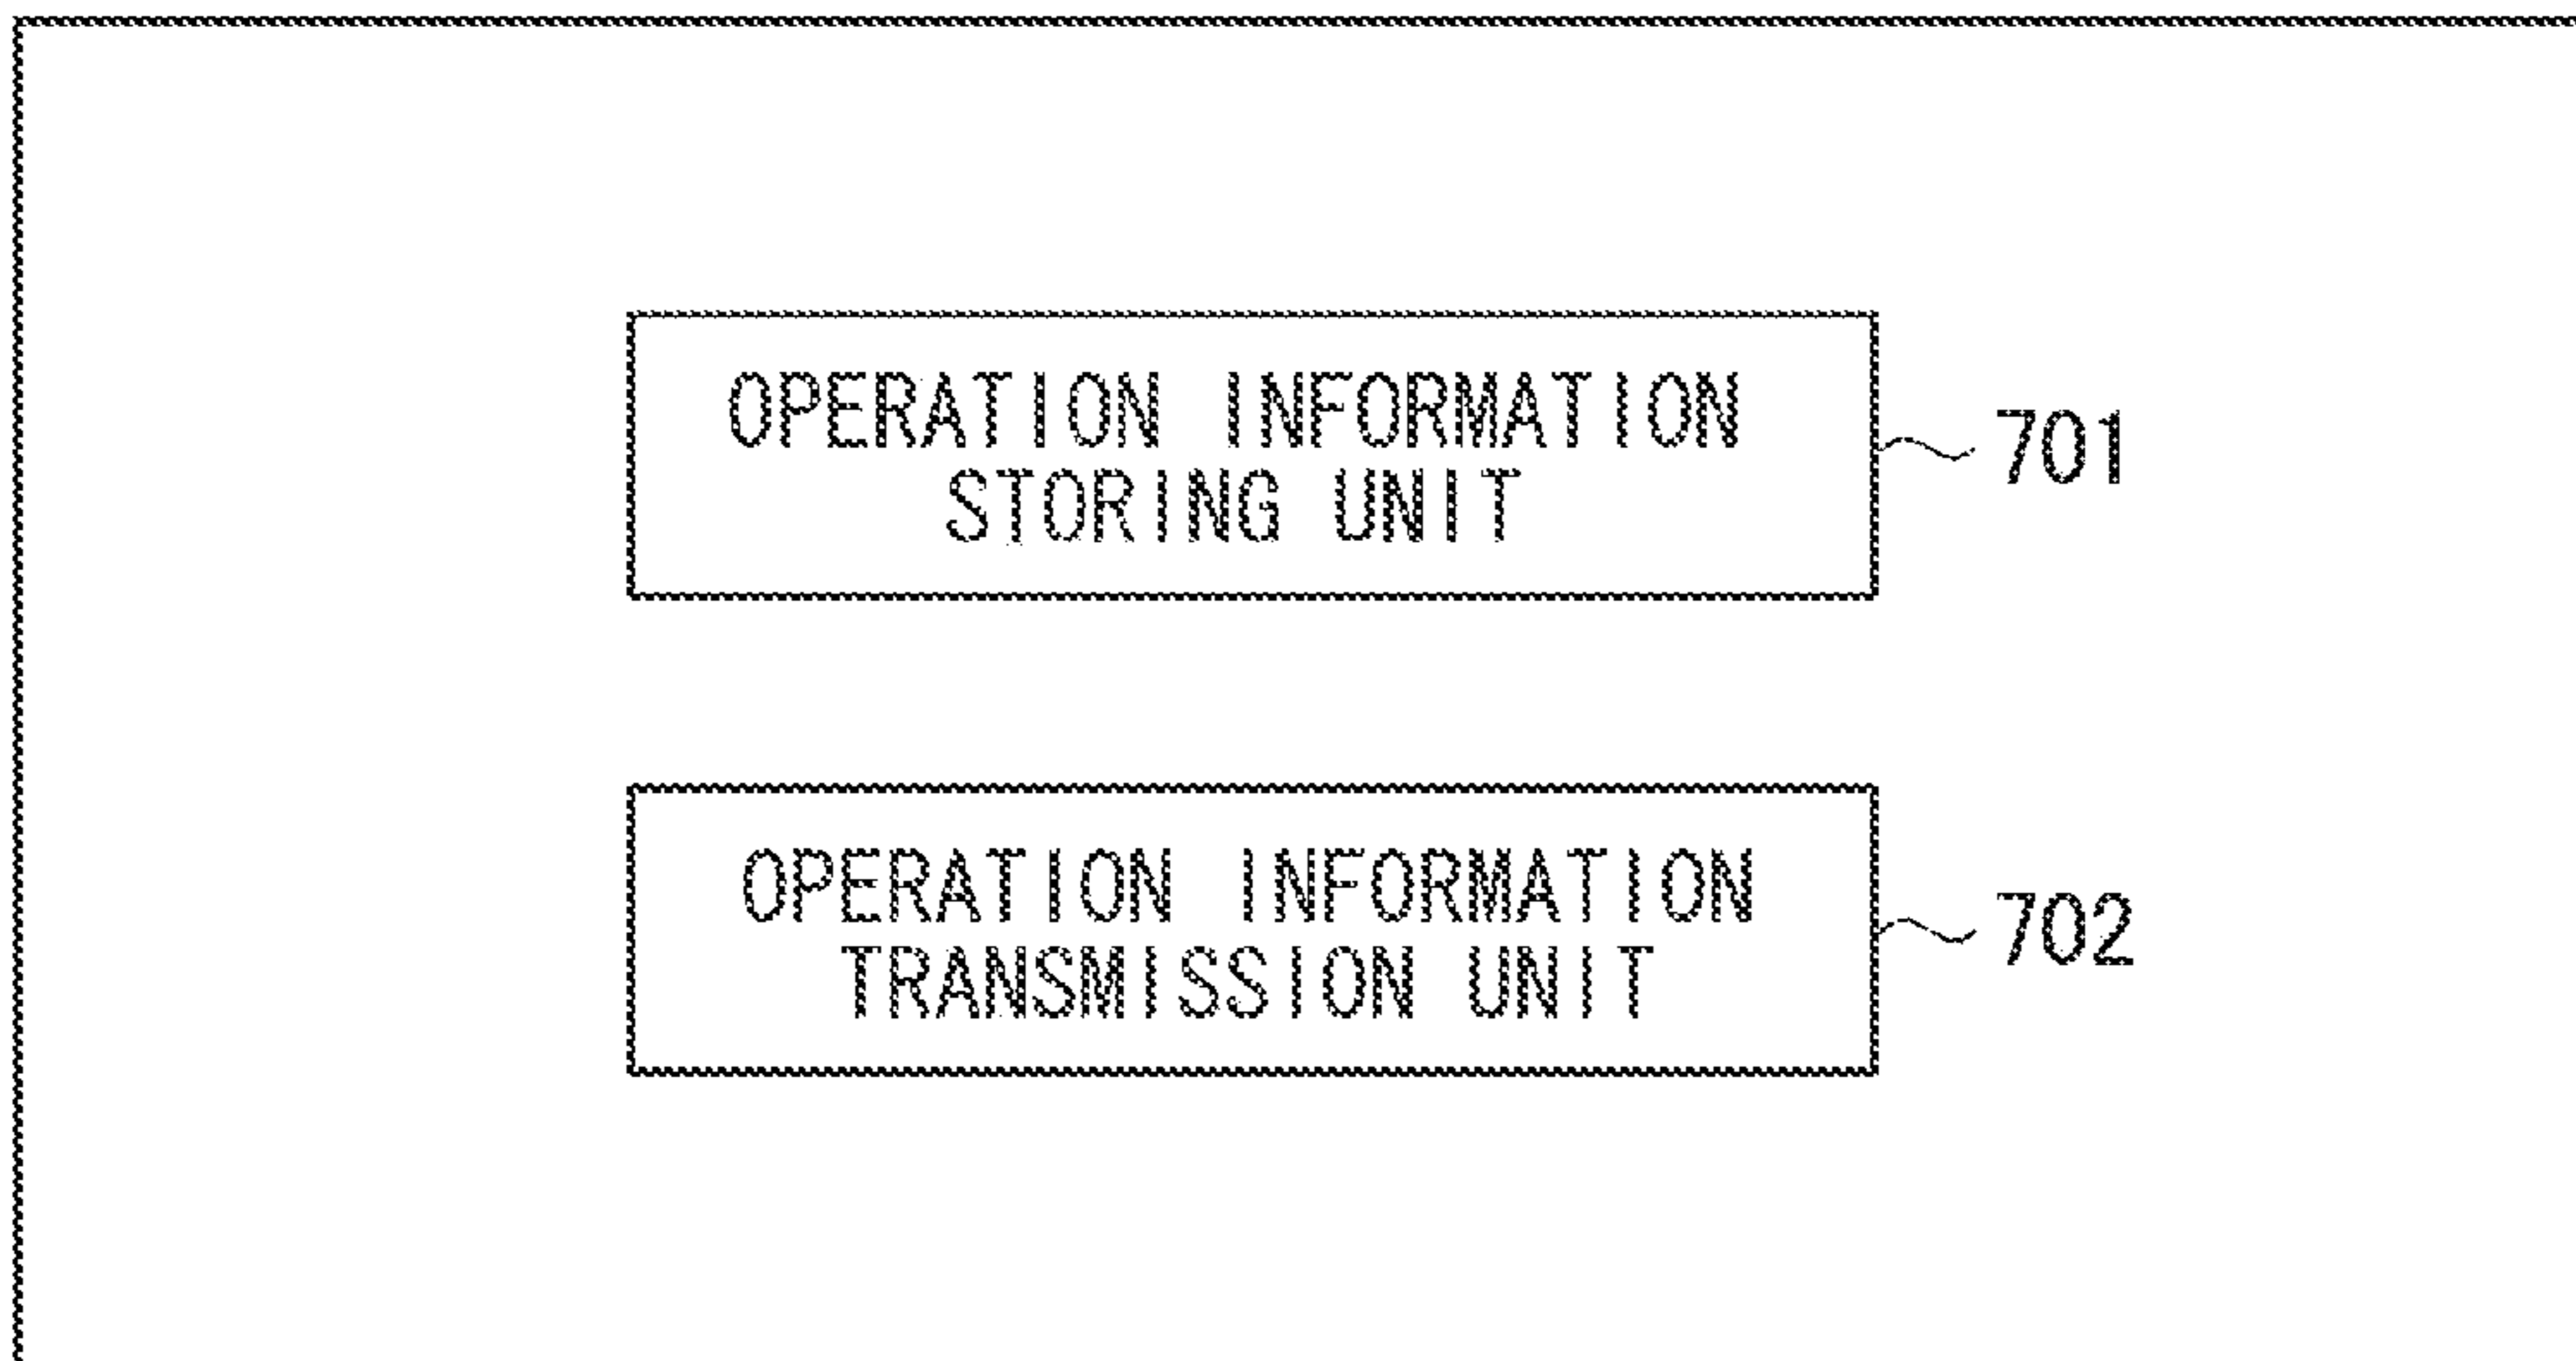 OPERATION INFORMATION
STORING UNIT
701
OPERATION INFORMATION
TRANSMISSION UNIT
702